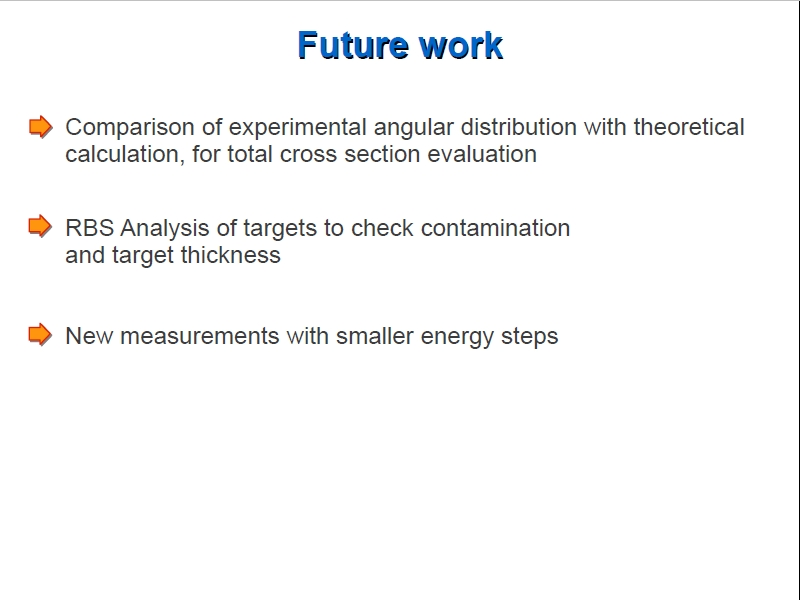 Future work
Comparison of experimental angular distribution with theoretical
calculation, for total cross section evaluation
RBS Analysis of targets to check contamination
and target thickness
New measurements with smaller energy steps